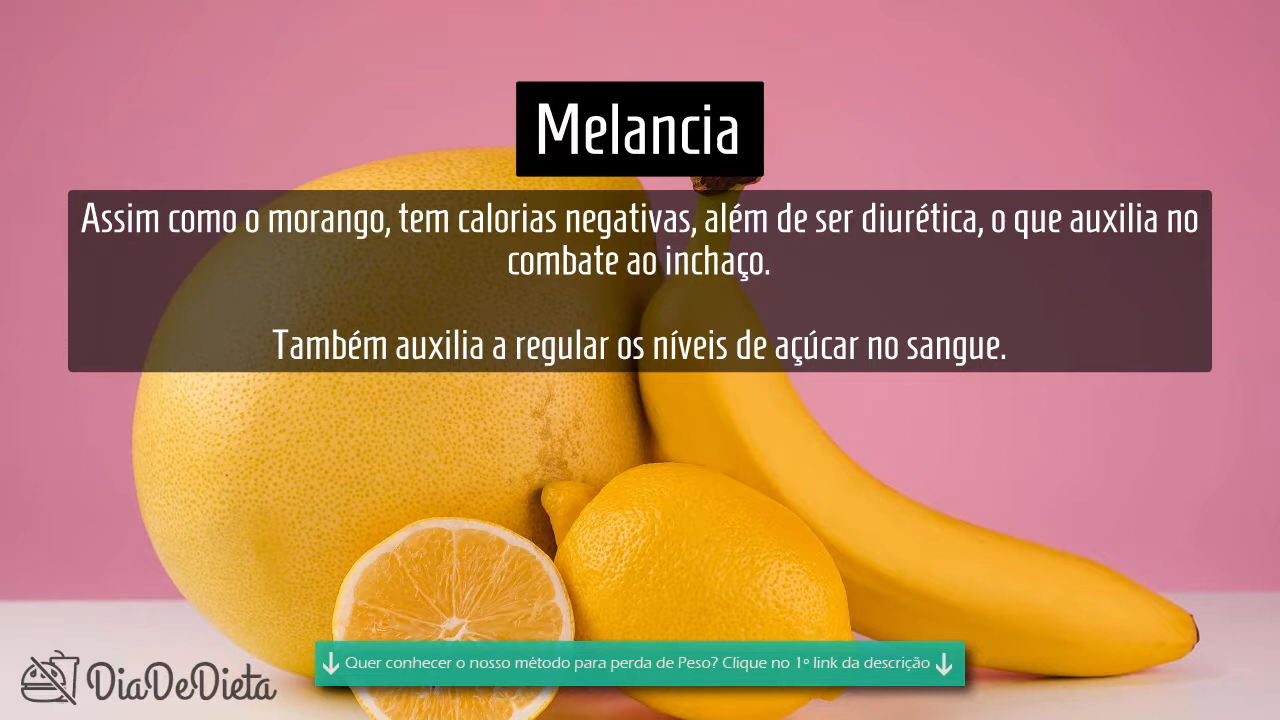 Melancia
Assim como o morango, tem calorias negativas, além de ser diurética, o que auxilia no
combate ao inchaço.
Também auxilia a regular os níveis de açúcar no sangue.
Quer conhecer o nosso método para perda de Peso? Clique no 1º link da descrição
DiaDeDieta